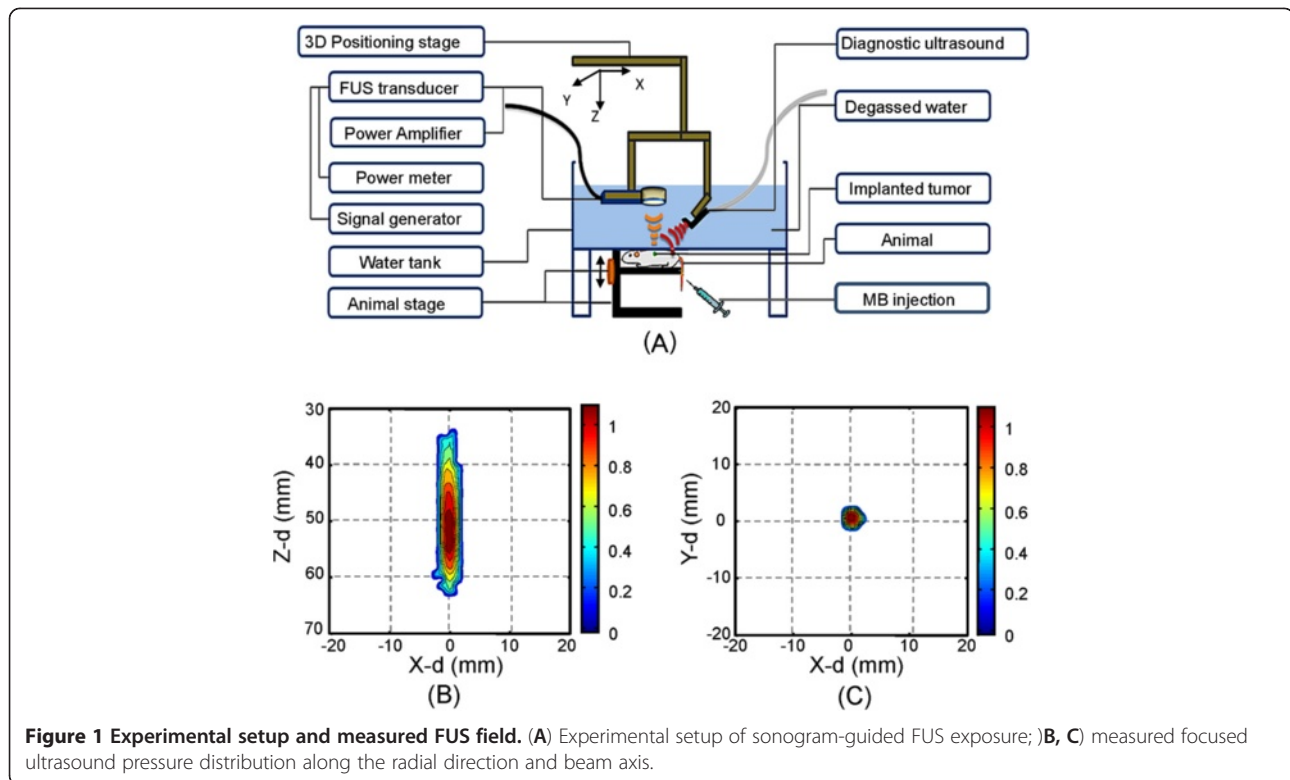 3D Positioning stage
FUS transducer
Power Amplifier
Power meter
Signal generator
Water tank
Animal stage
X
Y
Z
Diagnostic ultrasound
Degassed water
Implanted tumor
Animal
MB injection
(A)
30
40
50
60
70
Z-d (mm)
-20
-10
0
10
20
X-d (mm)
1
0.8
0.6
0.4
0.2
0
(B)
20
10
0
-10
-20
Y-d (mm)
-20
-10
0
10
20
X-d (mm)
1
0.8
0.6
0.4
0.2
0
(C)
Figure 1 Experimental setup and measured FUS field. (A) Experimental setup of sonogram-guided FUS exposure; )B, C) measured focused
ultrasound pressure distribution along the radial direction and beam axis.